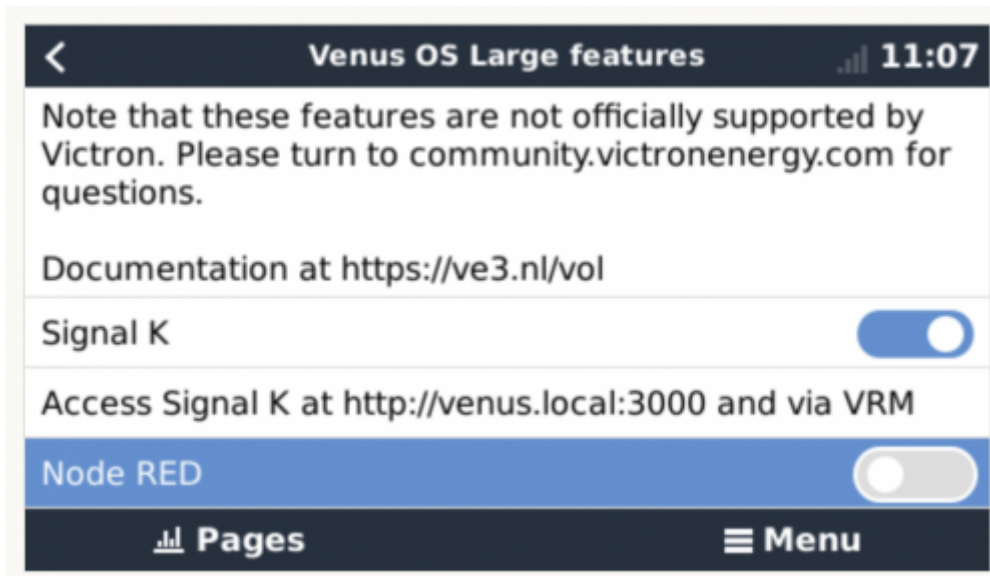 Venus OS Large features
11:07
Note that these features are not officially supported by
Victron. Please turn to community.victronenergy.com for
questions.
Documentation at https://ve3.nl/vol
Signal K
Access Signal K at http://venus.local:3000 and via VRM
Node RED
Pages
Menu